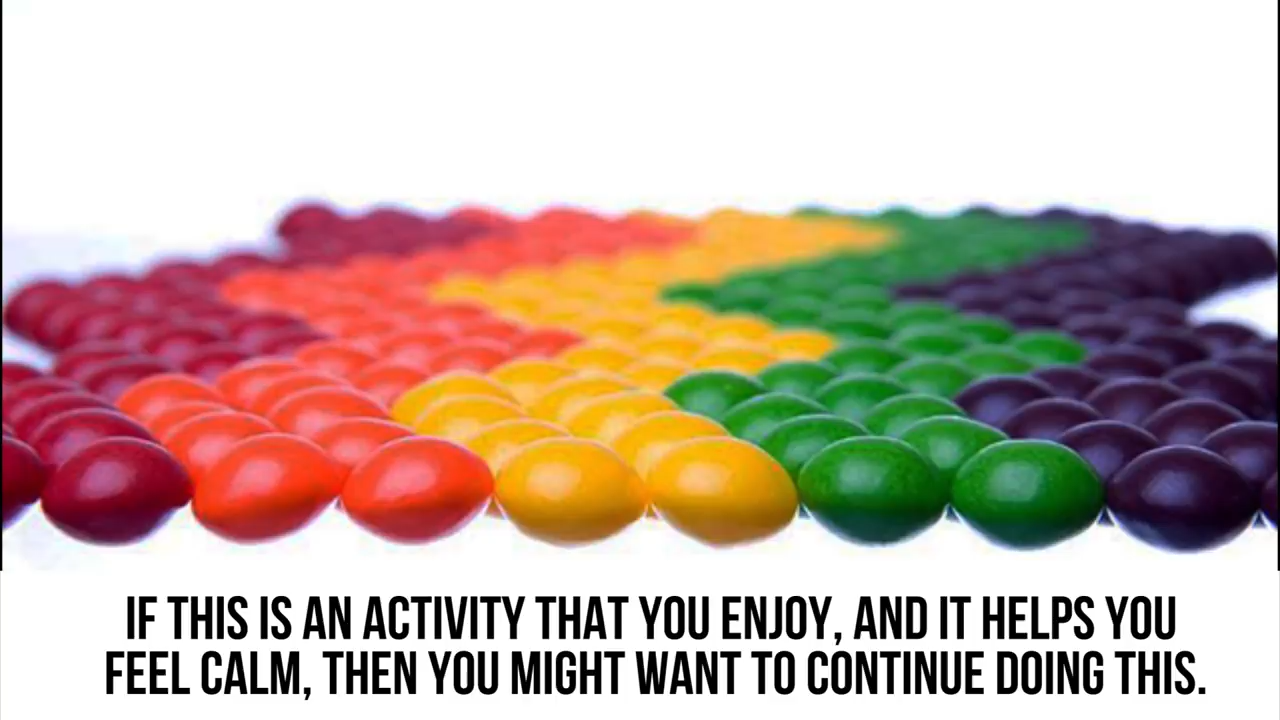 IF THIS IS AN ACTIVITY THAT YOU ENJOY, AND IT HELPS YOU
FEEL CALM, THEN YOU MIGHT WANT TO CONTINUE DOING THIS.